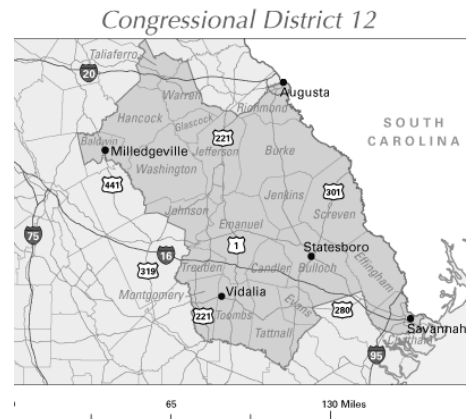 Congressional District 12
Taliaferro
20
Warren
Augusta
Richmond
Hancock
Glascock
221
SOUTH
CAROLINA
Baldwin
Milledgeville
Jefferson
Burke
Washington
441
Jenkins
301
Johnson
Screven
Emanuel
75
1
Statesboro
16
319
Treutlen
Candler
Bulloch
Effingham
Montgomery
Vidalia
Evans
280
221
Toombs
Savannah
Tattnall
Chatham
95
65
130 Miles